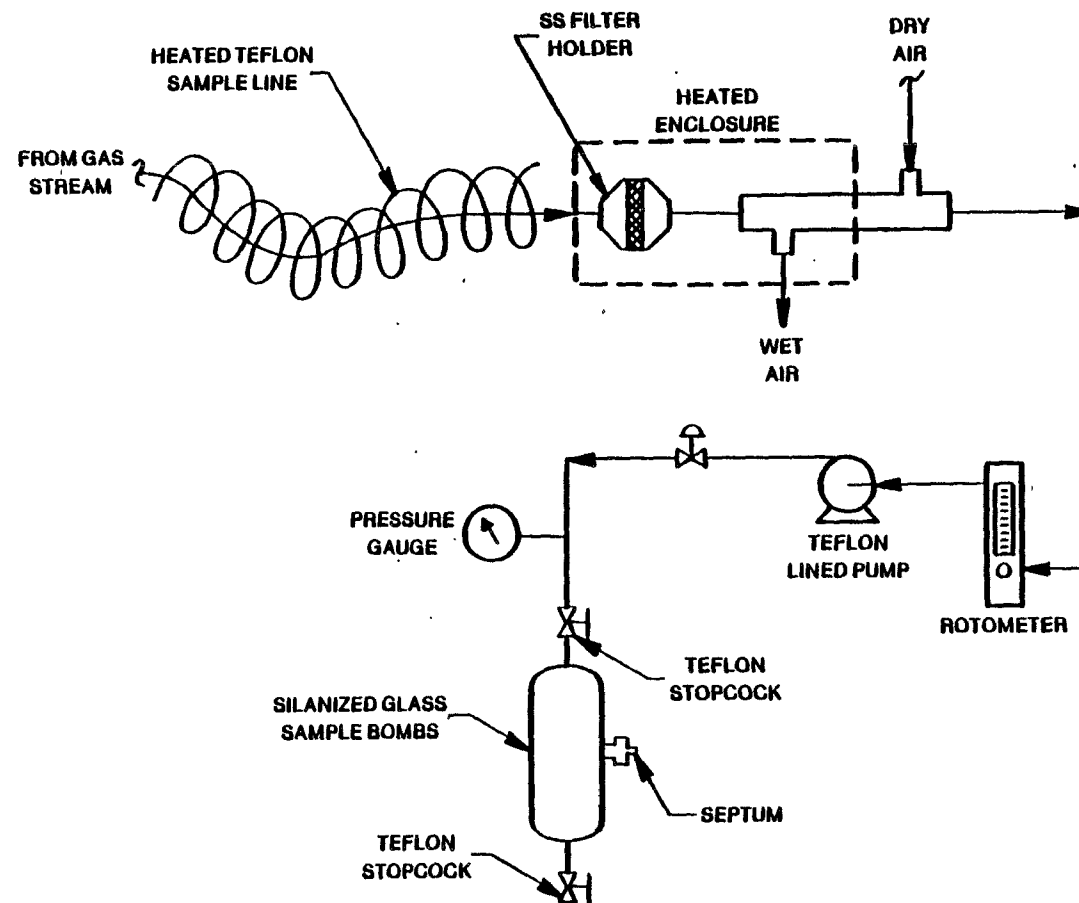 SS FILTER
HOLDER
DRY
AIR
HEATED TEFLON
SAMPLE LINE
HEATED
ENCLOSURE
FROM GAS
STREAM
WET
AIR
PRESSURE
GAUGE
TEFLON
LINED PUMP
ROTOMETER
TEFLON
STOPCOCK
SILANIZED GLASS
SAMPLE BOMBS
SEPTUM
TEFLON
STOPCOCK